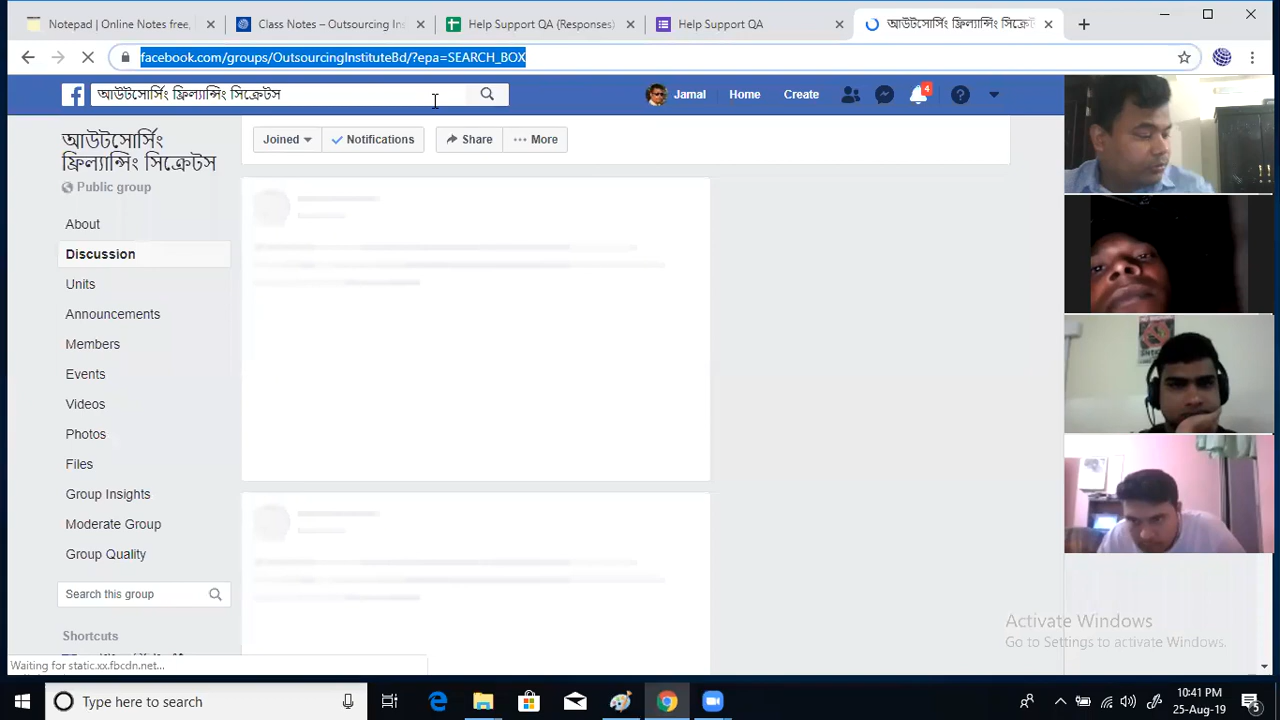 Notepad | Online Notes free,
Class Notes – Outsourcing In
Help Support QA (Responses)
Help Support QA
আউটসোর্সিং ফ্রিল্যান্সিং সিক্রেটস
facebook.com/groups/OutsourcingInstituteBd/?epa=SEARCH_BOX
আউটসোর্সিং ফ্রিল্যান্সিং সিক্রেটস
Jamal
Home
Create
4
আউটসোর্সিং
ফ্রিল্যান্সিং সিক্রেটস
Public group
Joined
Notifications
Share
More
About
Discussion
Units
Announcements
Members
Events
Videos
Photos
Files
Group Insights
Moderate Group
Group Quality
Search this group
Shortcuts
Waiting for static.xx.fbcdn.net...
Activate Windows
Go to Settings to activate Windows.
Type here to search
10:41 PM
25-Aug-19
5